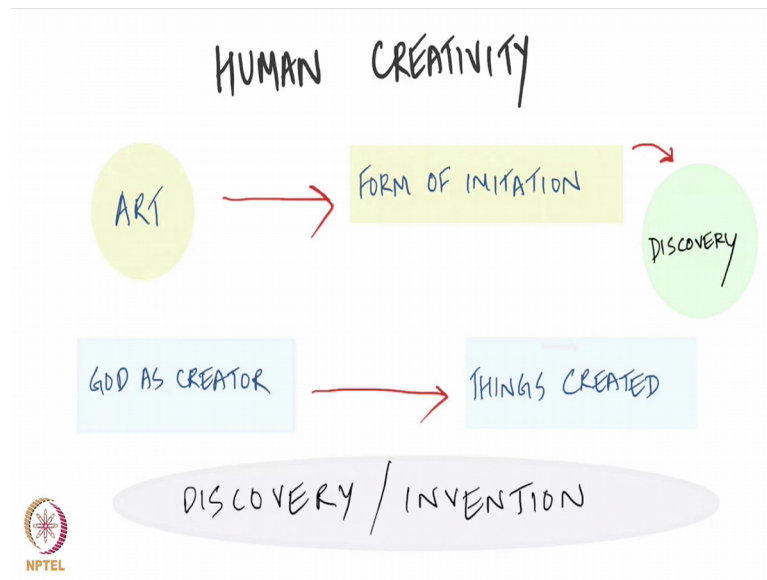 HUMAN CREATIVITY
ART
FORM OF IMITATION
DISCOVERY
GOD AS CREATOR
THINGS CREATED
DISCOVERY / INVENTION
NPTEL